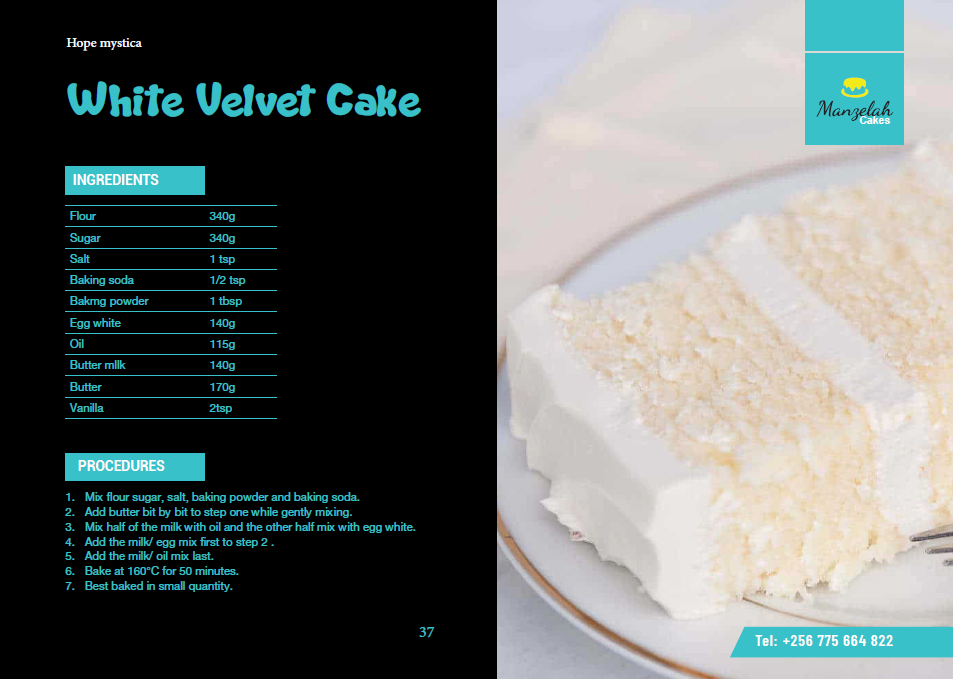 Hope mystica
White Velvet Cake
INGREDIENTS
Flour 340g
Sugar 340g
Salt 1 tsp
Baking soda 1/2 tsp
Bakmg powder 1 tbsp
Egg white 140g
Oil 115g
Butter mllk 140g
Butter 170g
Vanilla 2tsp
PROCEDURES
1. Mix flour sugar, salt, baking powder and baking soda.
2. Add butter bit by bit to step one while gently mixing.
3. Mix half of the milk with oil and the other half mix with egg white.
4. Add the milk/ egg mix first to step 2 .
5. Add the milk/ oil mix last.
6. Bake at 160°C for 50 minutes.
7. Best baked in small quantity.
37
Manzelah
Cakes
Tel: +256 775 664 822